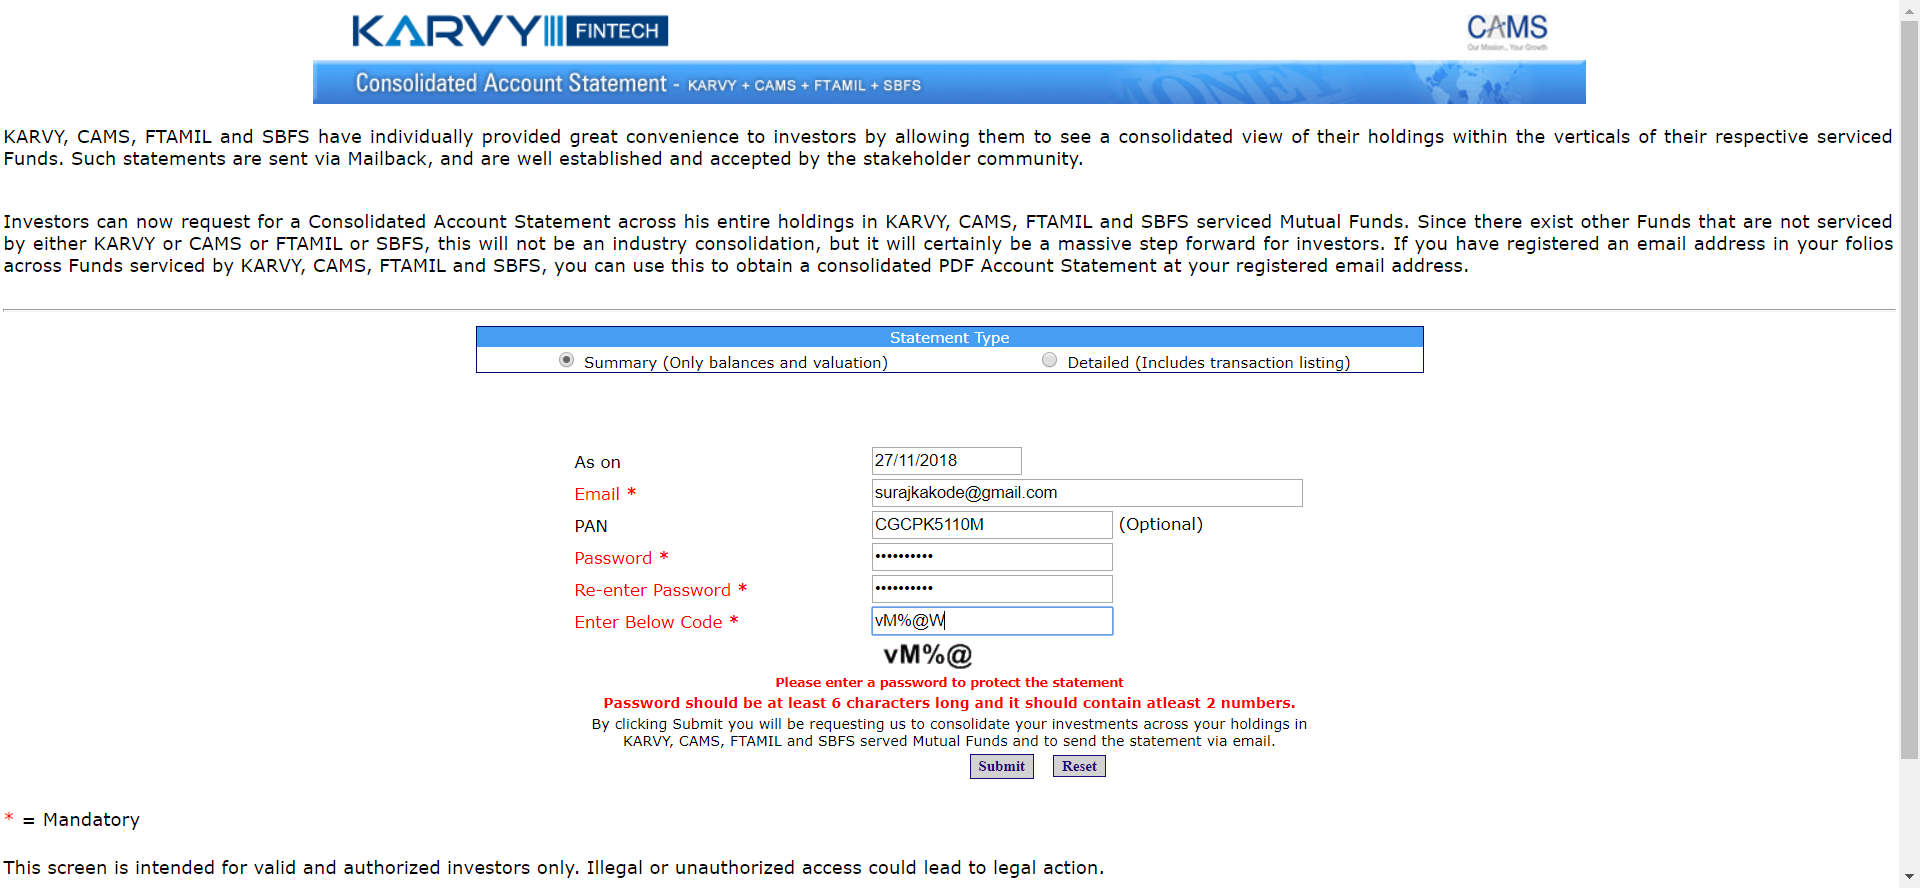 KARVY FINTECH
CAMS
Our Mission... Your Growth
Consolidated Account Statement - KARVY + CAMS + FTAMIL + SBFS
KARVY, CAMS, FTAMIL and SBFS have individually provided great convenience to investors by allowing them to see a consolidated view of their holdings within the verticals of their respective serviced
Funds. Such statements are sent via Mailback, and are well established and accepted by the stakeholder community.
Investors can now request for a Consolidated Account Statement across his entire holdings in KARVY, CAMS, FTAMIL and SBFS serviced Mutual Funds. Since there exist other Funds that are not serviced
by either KARVY or CAMS or FTAMIL or SBFS, this will not be an industry consolidation, but it will certainly be a massive step forward for investors. If you have registered an email address in your folios
across Funds serviced by KARVY, CAMS, FTAMIL and SBFS, you can use this to obtain a consolidated PDF Account Statement at your registered email address.
Statement Type
Summary (Only balances and valuation) Detailed (Includes transaction listing)
As on 27/11/2018
Email * surajkakode@gmail.com
PAN CGCPK5110M (Optional)
Password * ••••••••••
Re-enter Password * ••••••••••
Enter Below Code * vM%@W
vM%@
Please enter a password to protect the statement
Password should be at least 6 characters long and it should contain atleast 2 numbers.
By clicking Submit you will be requesting us to consolidate your investments across your holdings in
KARVY, CAMS, FTAMIL and SBFS served Mutual Funds and to send the statement via email.
Submit Reset
* = Mandatory
This screen is intended for valid and authorized investors only. Illegal or unauthorized access could lead to legal action.